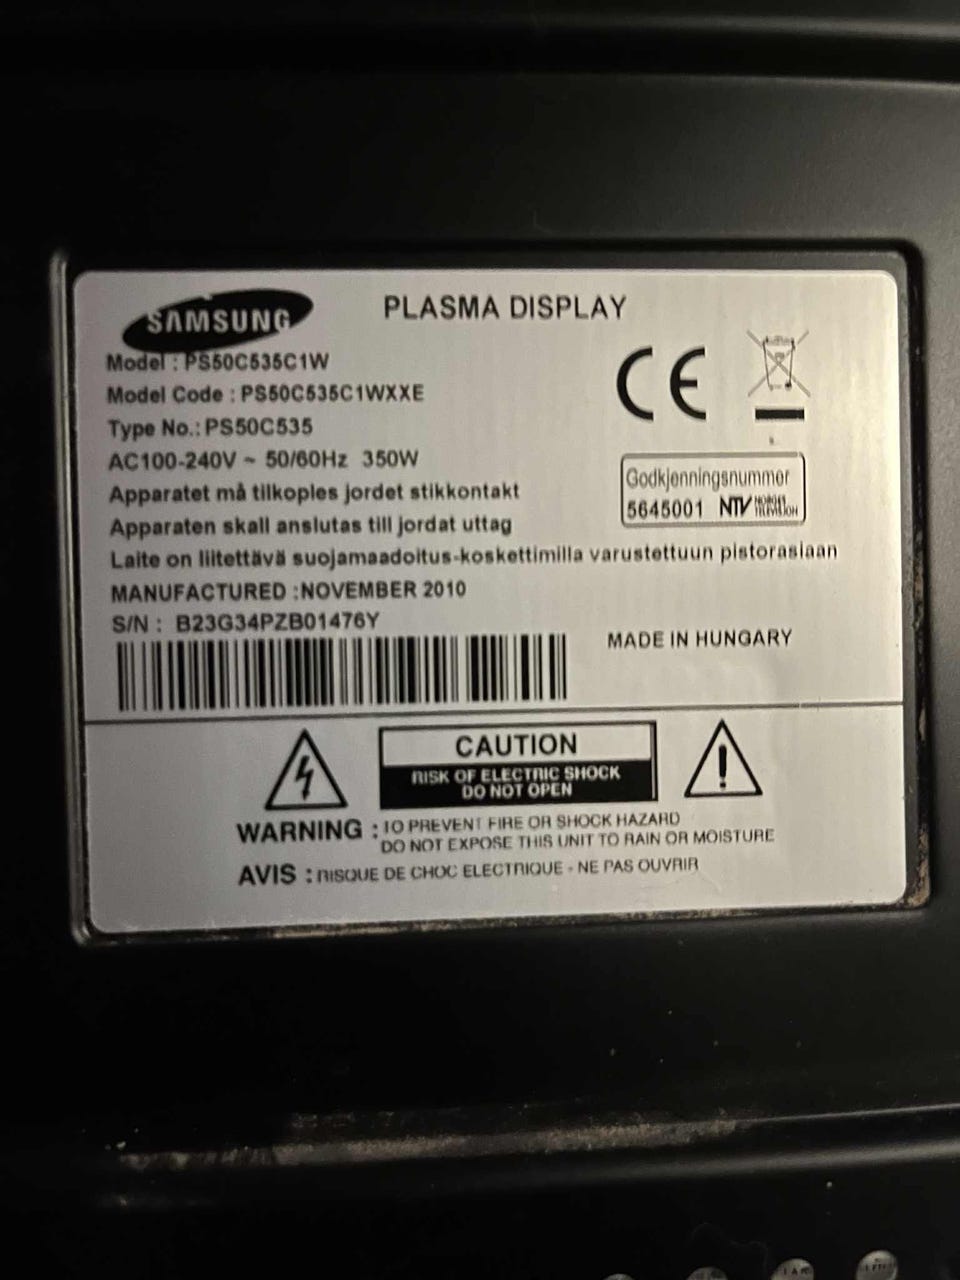 SAMSUNG
PLASMA DISPLAY
Model : PS50C535C1W
Model Code : PS50C535C1WXXE
Type No.: PS50C535
AC100-240V ~ 50/60Hz 350W
CE
Apparatet må tilkoples jordet stikkontakt
Godkjenningsnummer
5645001 NTV NORGES TELEVISJON
Apparaten skall anslutas till jordat uttag
Laite on liitettävä suojamaadoitus-koskettimilla varustettuun pistorasiaan
MANUFACTURED :NOVEMBER 2010
S/N : B23G34PZB01476Y
MADE IN HUNGARY
CAUTION
RISK OF ELECTRIC SHOCK
DO NOT OPEN
WARNING : TO PREVENT FIRE OR SHOCK HAZARD
DO NOT EXPOSE THIS UNIT TO RAIN OR MOISTURE
AVIS : RISQUE DE CHOC ELECTRIQUE - NE PAS OUVRIR